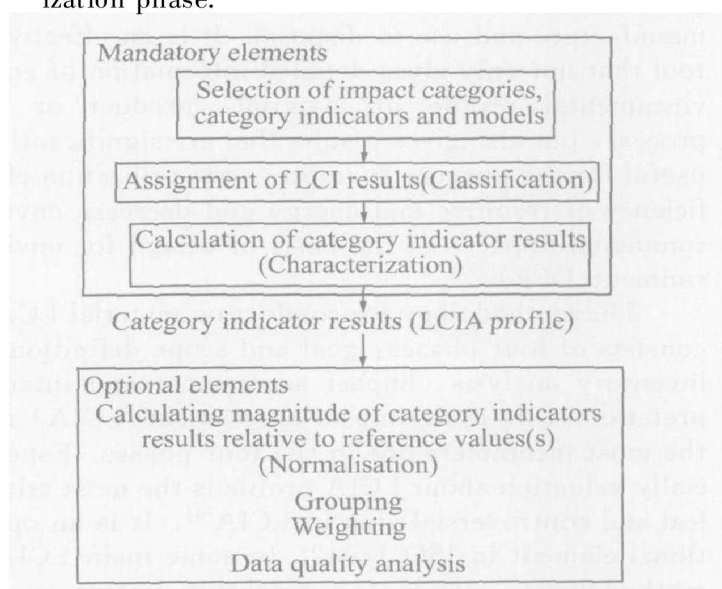 ization phase.
Mandatory elements
Selection of impact categories,
category indicators and models
Assignment of LCI results(Classification)
Calculation of category indicator results
(Characterization)
Category indicator results (LCIA profile)
Optional elements
Calculating magnitude of category indicators
results relative to reference values(s)
(Normalisation)
Grouping
Weighting
Data quality analysis